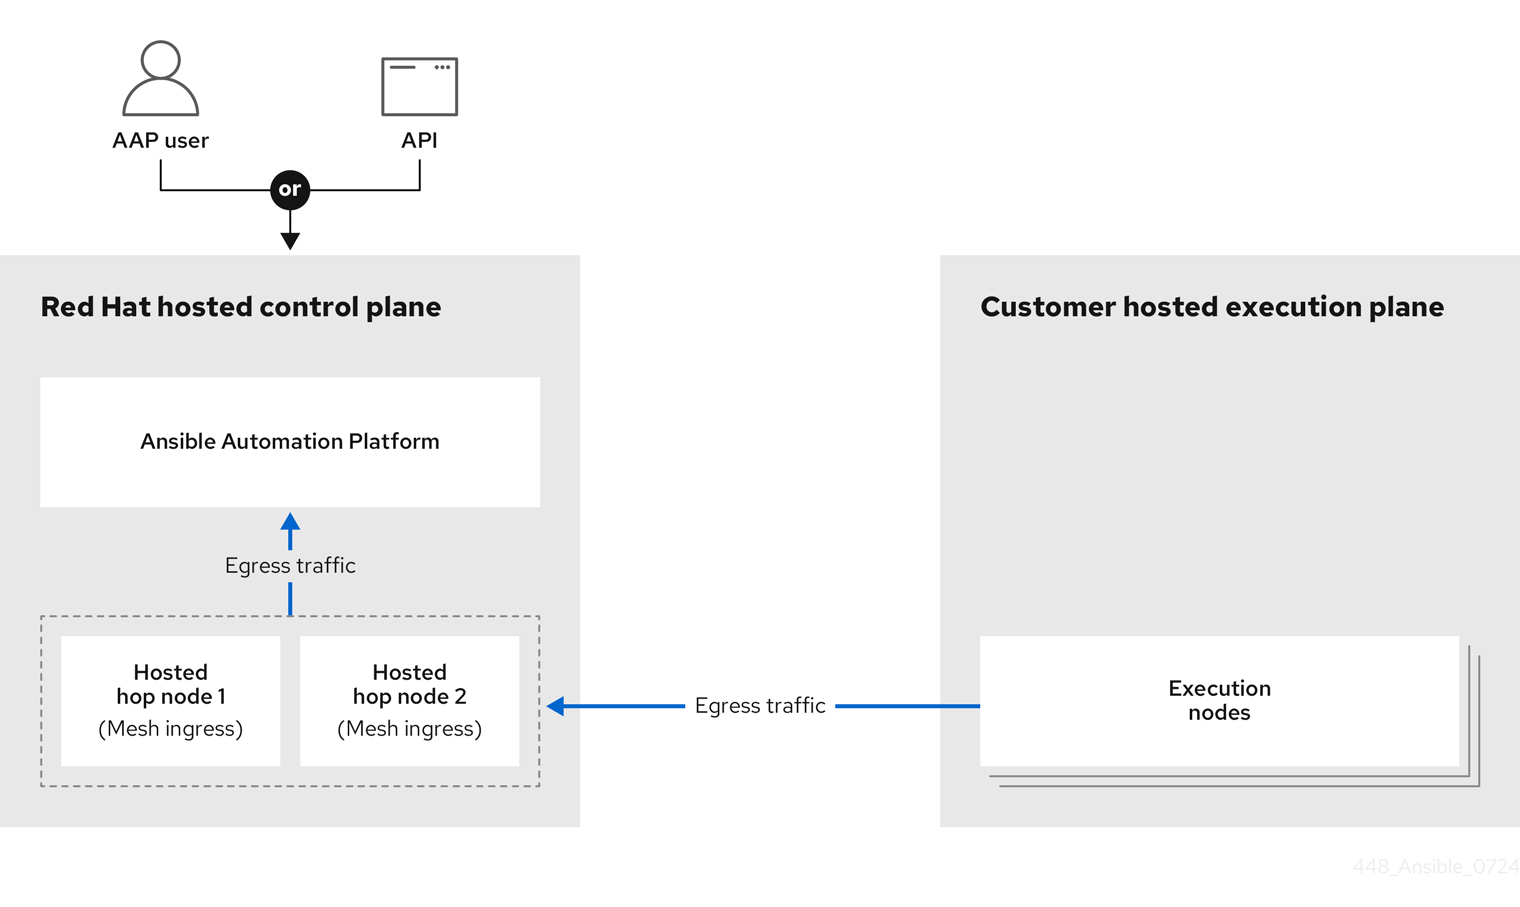 AAP user
API
or
Red Hat hosted control plane
Customer hosted execution plane
Ansible Automation Platform
Egress traffic
Hosted
hop node 1
(Mesh ingress)
Hosted
hop node 2
(Mesh ingress)
Egress traffic
Execution
nodes
448_Ansible_0724